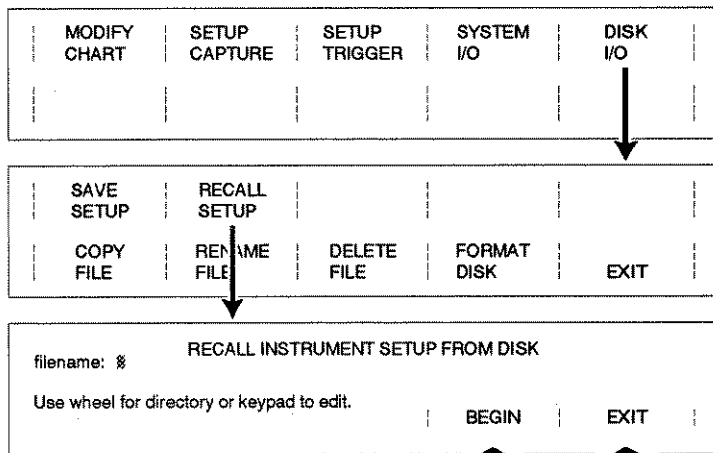 MODIFY SETUP SETUP SYSTEM DISK
CHART CAPTURE TRIGGER I/O I/O
SAVE RECALL
SETUP SETUP
COPY RENAME DELETE FORMAT
FILE FILE FILE DISK EXIT
RECALL INSTRUMENT SETUP FROM DISK
filename:
Use wheel for directory or keypad to edit.
BEGIN EXIT